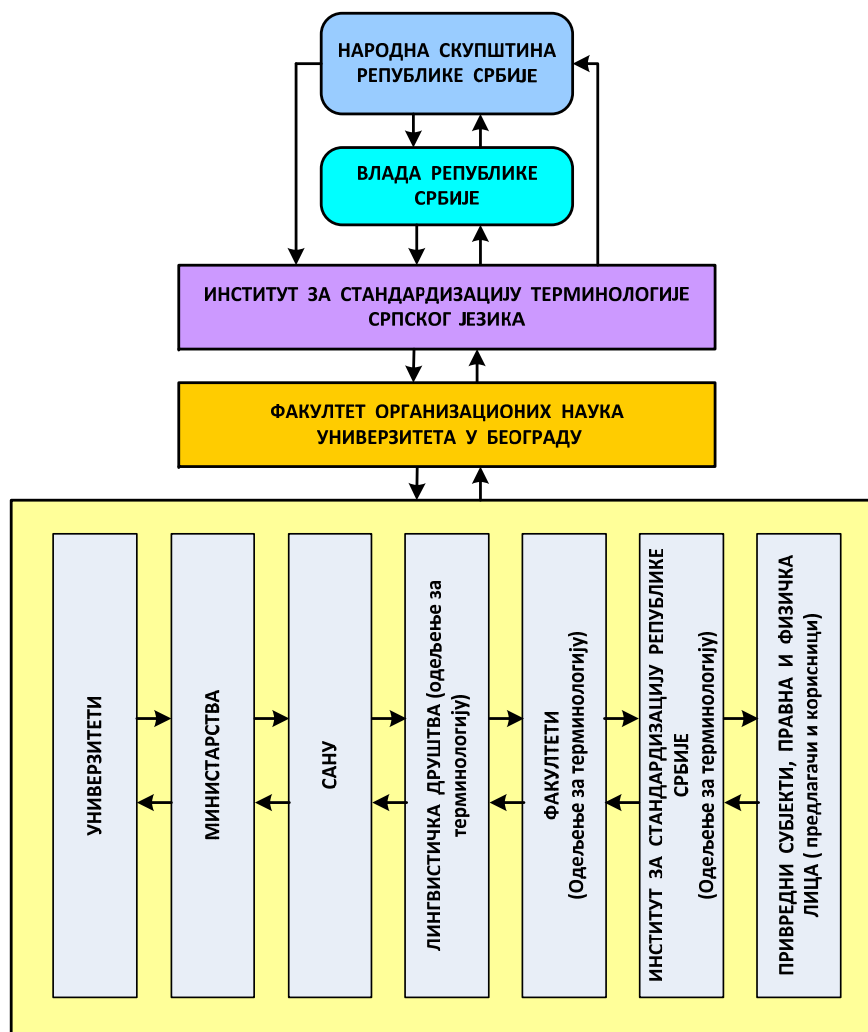 НАРОДНА СКУПШТИНА
РЕПУБЛИКЕ СРБИЈЕ
ВЛАДА РЕПУБЛИКЕ
СРБИЈЕ
ИНСТИТУТ ЗА СТАНДАРДИЗАЦИЈУ ТЕРМИНОЛОГИЈЕ
СРПСКОГ ЈЕЗИКА
ФАКУЛТЕТ ОРГАНИЗАЦИОНИХ НАУКА
УНИВЕРЗИТЕТА У БЕОГРАДУ
УНИВЕРЗИТЕТИ
МИНИСТАРСТВА
САНУ
ЛИНГВИСТИЧКА ДРУШТВА (одељење за
терминологију)
ФАКУЛТЕТИ
(Одељење за терминологију)
ИНСТИТУТ ЗА СТАНДАРДИЗАЦИЈУ РЕПУБЛИКЕ
СРБИЈЕ
(Одељење за терминологију)
ПРИВРЕДНИ СУБЈЕКТИ, ПРАВНА И ФИЗИЧКА
ЛИЦА ( предлагачи и корисници)